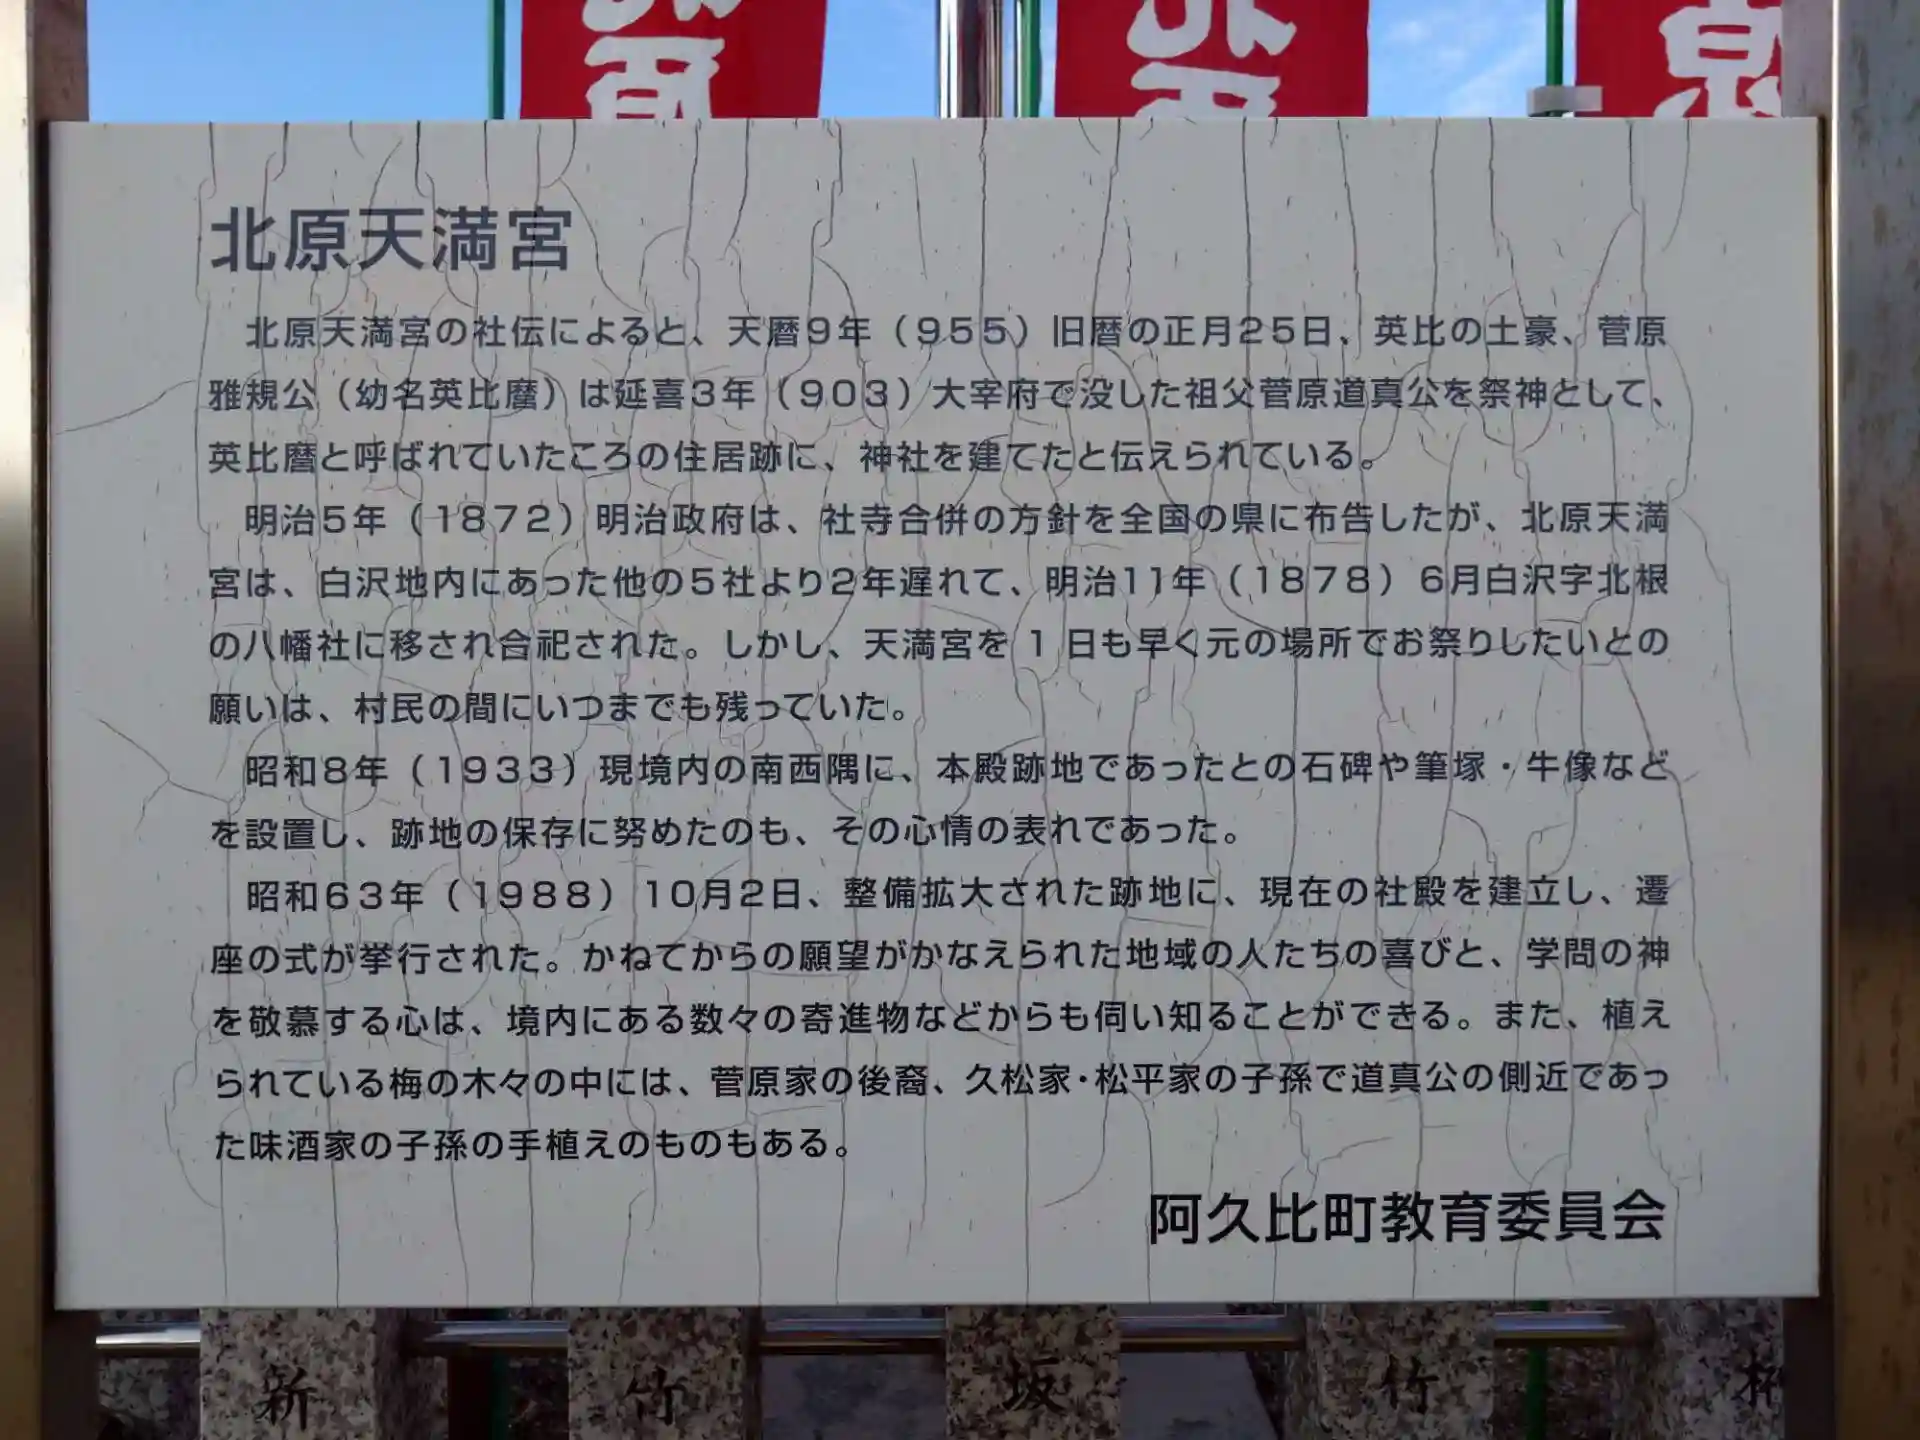 北原天満宮
北原天満宮の社伝によると、天暦9年（955）旧暦の正月25日、英比の土豪、菅原
雅規公（幼名英比麿）は延喜3年（903）大宰府で没した祖父菅原道真公を祭神として、
英比麿と呼ばれていたころの住居跡に、神社を建てたと伝えられている。
明治5年（1872）明治政府は、社寺合併の方針を全国の県に布告したが、北原天満
宮は、白沢地内にあった他の5社より2年遅れて、明治11年（1878）6月白沢字北根
の八幡社に移され合祀された。しかし、天満宮を1日も早く元の場所でお祭りしたいとの
願いは、村民の間にいつまでも残っていた。
昭和8年（1933）現境内の南西隅に、本殿跡地であったとの石碑や筆塚・牛像など
を設置し、跡地の保存に努めたのも、その心情の表れであった。
昭和63年（1988）10月2日、整備拡大された跡地に、現在の社殿を建立し、遷
座の式が挙行された。かねてからの願望がかなえられた地域の人たちの喜びと、学問の神
を敬慕する心は、境内にある数々の寄進物などからも伺い知ることができる。また、植え
られている梅の木々の中には、菅原家の後裔、久松家・松平家の子孫で道真公の側近であっ
た味酒家の子孫の手植えのものもある。
阿久比町教育委員会
新 竹 坂 竹